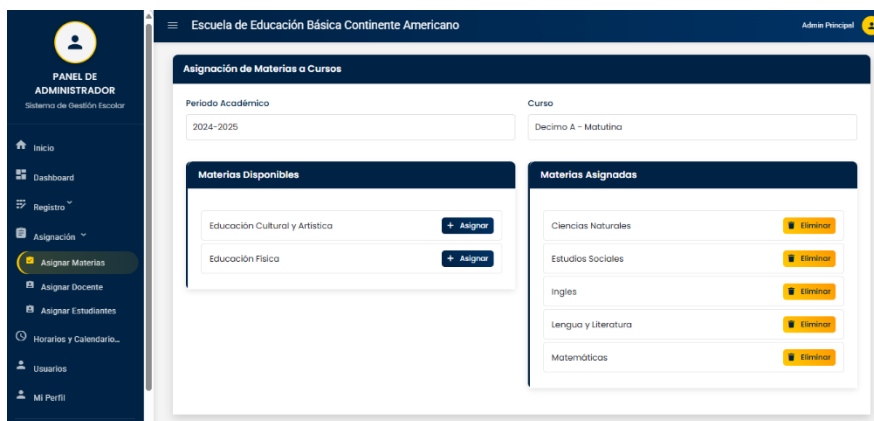 PANEL DE
ADMINISTRADOR
Sistema de Gestión Escolar
Inicio
Dashboard
Registro
Asignación
Asignar Materias
Asignar Docente
Asignar Estudiantes
Horarios y Calendario...
Usuarios
Mi Perfil
Escuela de Educación Básica Continente Americano
Admin Principal
Asignación de Materias a Cursos
Periodo Académico
Curso
2024-2025
Decimo A - Matutina
Materias Disponibles
Educación Cultural y Artistica
+ Asignar
Educación Fisica
+ Asignar
Materias Asignadas
Ciencias Naturales
Eliminar
Estudios Sociales
Eliminar
Ingles
Eliminar
Lengua y Literatura
Eliminar
Matemáticas
Eliminar